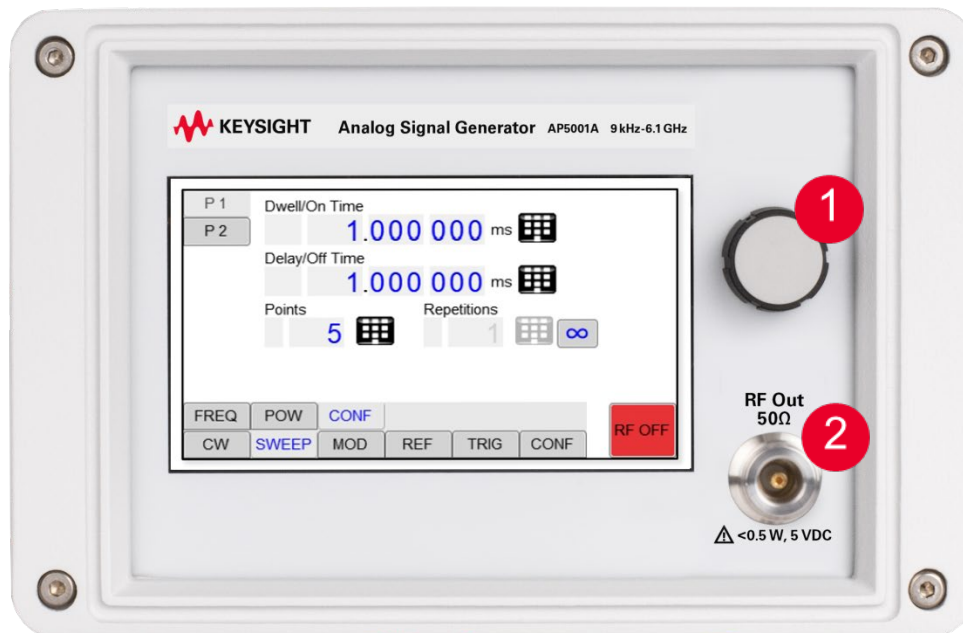 KEYSIGHT Analog Signal Generator AP5001A 9 kHz-6.1 GHz
1
P 1
Dwell/On Time
P 2
1.000 000 ms
Delay/Off Time
1.000 000 ms
Points Repetitions
5 1 ∞
FREQ POW CONF
CW SWEEP MOD REF TRIG CONF
RF OFF
RF Out
50Ω
2
<0.5 W, 5 VDC